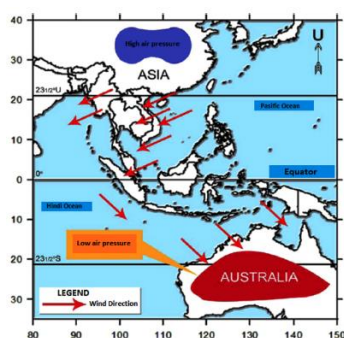 40
30
20
10
0
10
20
30
High air pressure
ASIA
U
23½°U
Pacific Ocean
Equator
0°
Hindi Ocean
Low air pressure
23½°S
AUSTRALIA
LEGEND
Wind Direction
80 90 100 110 120 130 140 150